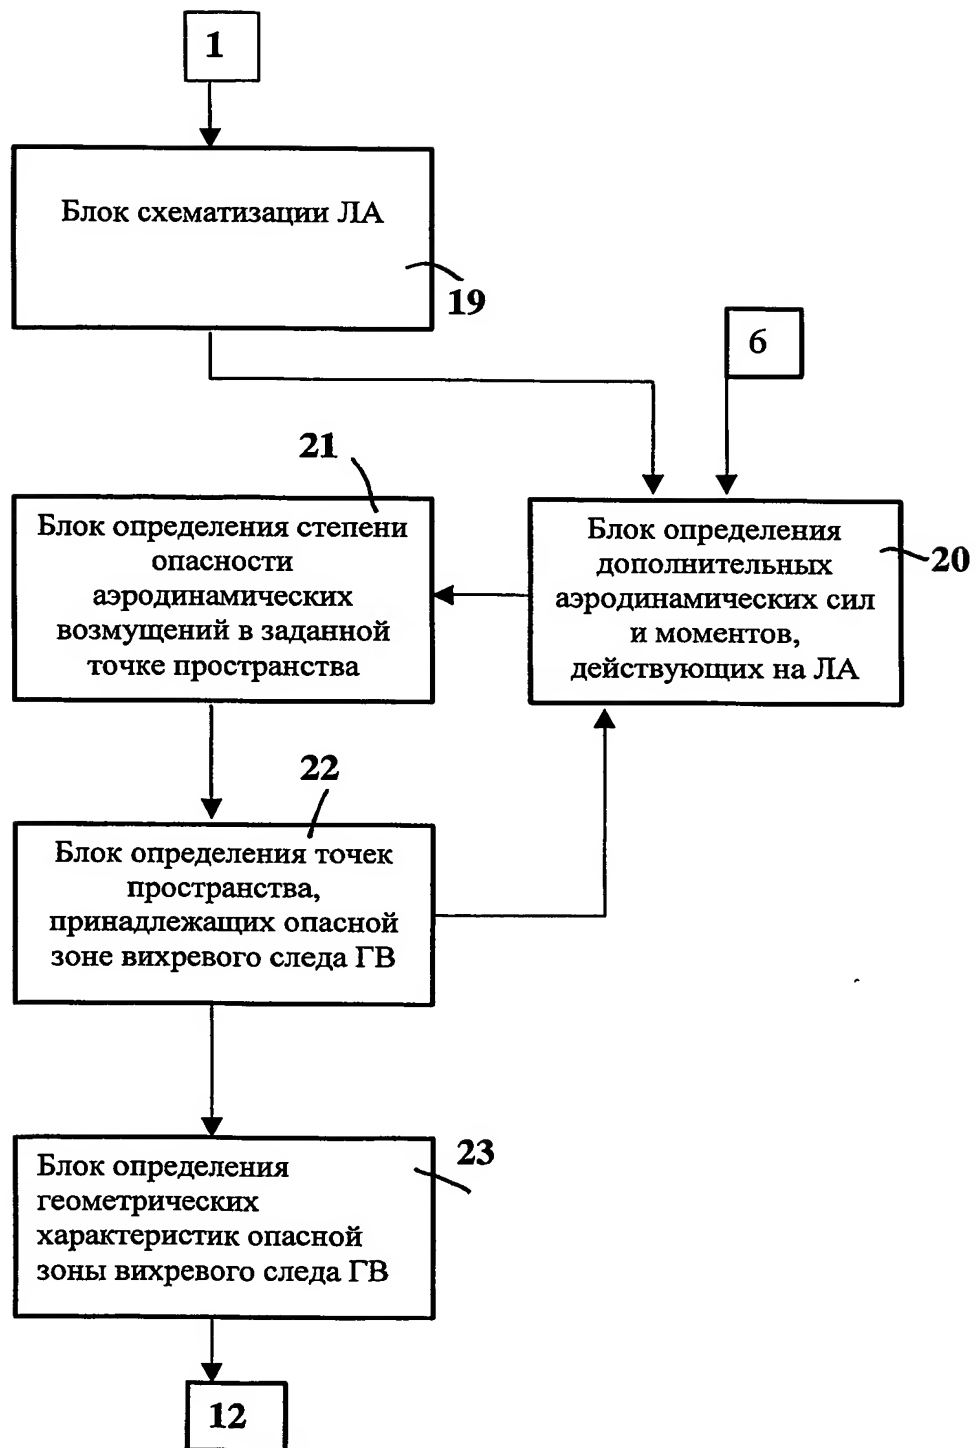 1
Блок схематизации ЛА
19
6
21
Блок определения степени
опасности
аэродинамических
возмущений в заданной
точке пространства
Блок определения
дополнительных
аэродинамических сил
и моментов,
действующих на ЛА
20
22
Блок определения точек
пространства,
принадлежащих опасной
зоне вихревого следа ГВ
23
Блок определения
геометрических
характеристик опасной
зоны вихревого следа ГВ
12